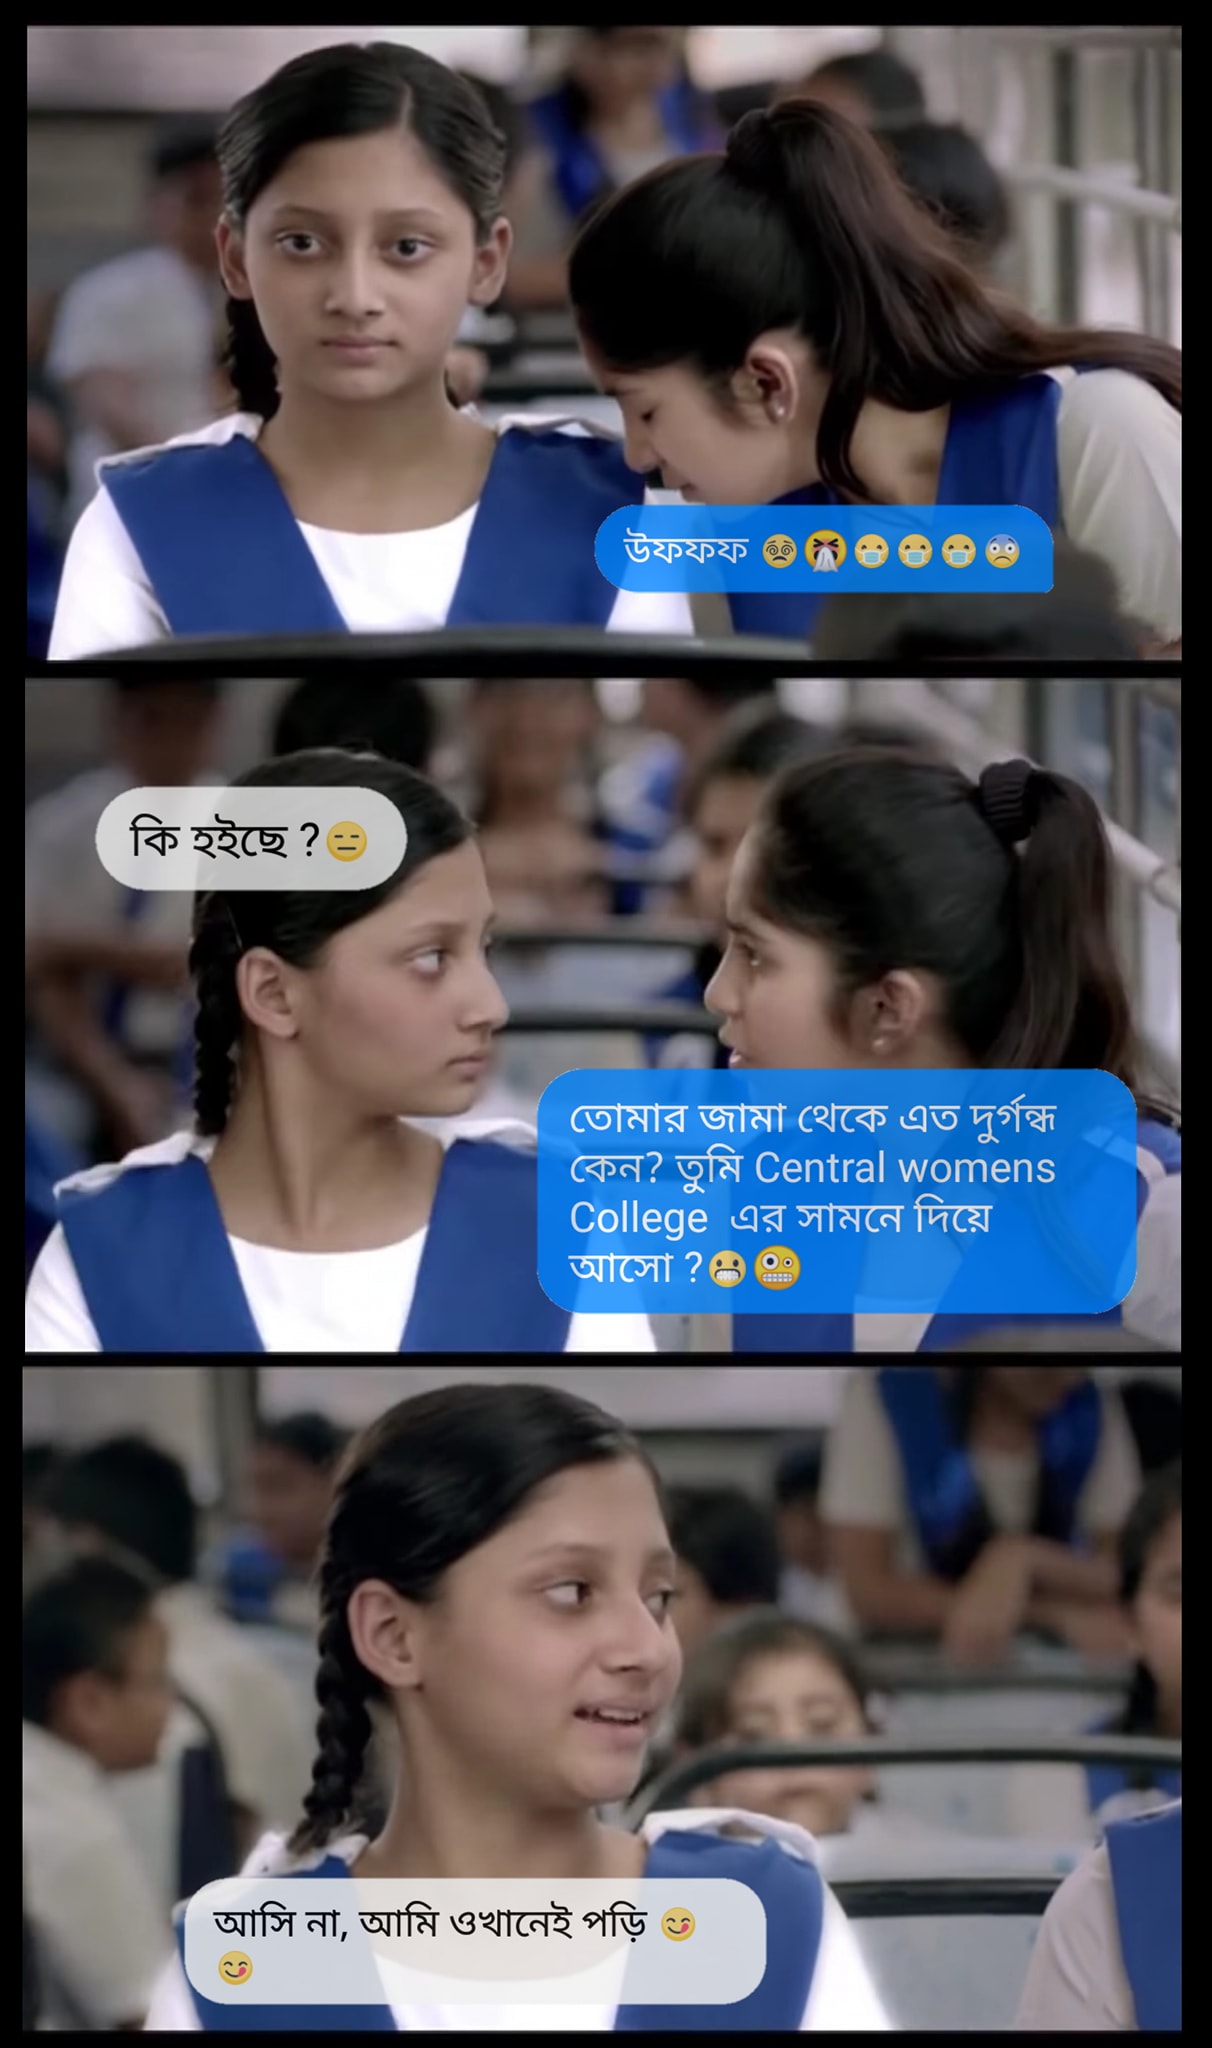 উফফফ 😵‍💫🤧😷😷😷😨
কি হইছে ?😑
তোমার জামা থেকে এত দুর্গন্ধ
কেন? তুমি Central womens
College এর সামনে দিয়ে
আসো ?😬🤪
আসি না, আমি ওখানেই পড়ি 😋
😋